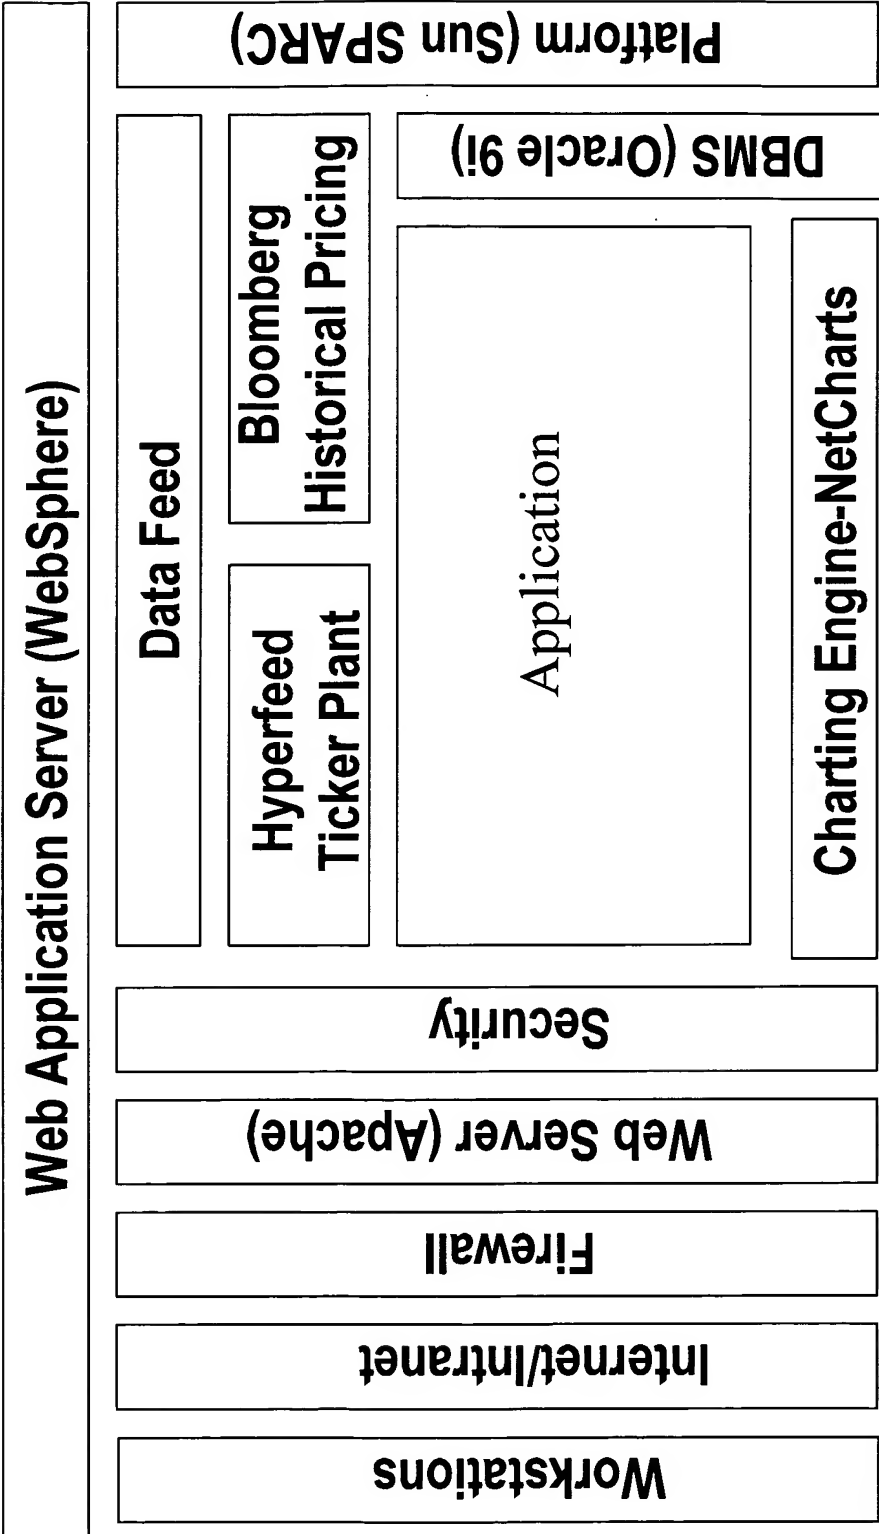 Web Application Server (WebSphere)
Workstations
Internet/Intranet
Firewall
Web Server (Apache)
Security
Data Feed
Hyperfeed
Ticker Plant
Bloomberg
Historical Pricing
Application
Charting Engine-NetCharts
DBMS (Oracle 9i)
Platform (Sun SPARC)